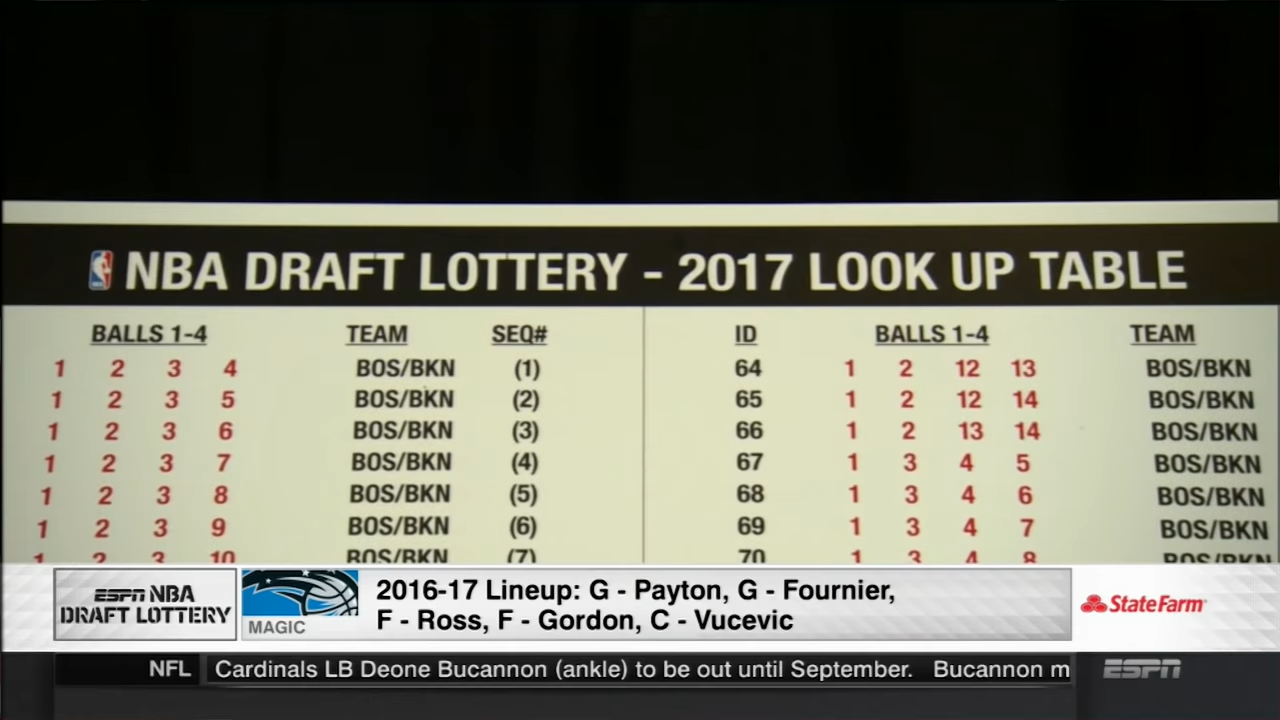 NBA DRAFT LOTTERY - 2017 LOOK UP TABLE
BALLS 1-4 TEAM SEQ# ID BALLS 1-4 TEAM
1 2 3 4 BOS/BKN (1) 64 1 2 12 13 BOS/BKN
1 2 3 5 BOS/BKN (2) 65 1 2 12 14 BOS/BKN
1 2 3 6 BOS/BKN (3) 66 1 2 13 14 BOS/BKN
1 2 3 7 BOS/BKN (4) 67 1 3 4 5 BOS/BKN
1 2 3 8 BOS/BKN (5) 68 1 3 4 6 BOS/BKN
1 2 3 9 BOS/BKN (6) 69 1 3 4 7 BOS/BKN
1 2 3 10 BOS/BKN (7) 70 1 3 4 8 BOS/BKN
ESPN NBA
DRAFT LOTTERY
MAGIC
2016-17 Lineup: G - Payton, G - Fournier,
F - Ross, F - Gordon, C - Vucevic
StateFarm
NFL Cardinals LB Deone Bucannon (ankle) to be out until September. Bucannon m
ESPN